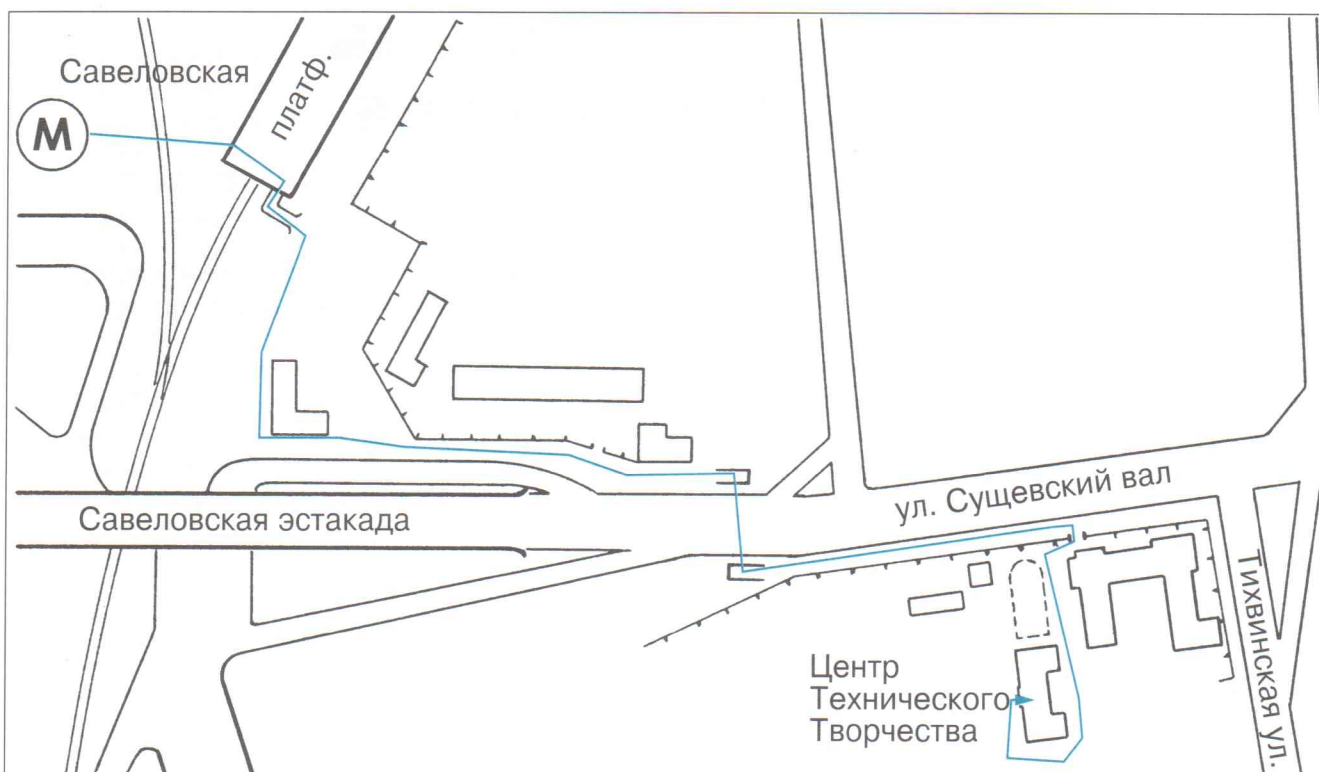 Савеловская
М
платф.
Савеловская эстакада
ул. Сущевский вал
Тихвинская ул.
Центр
Технического
Творчества